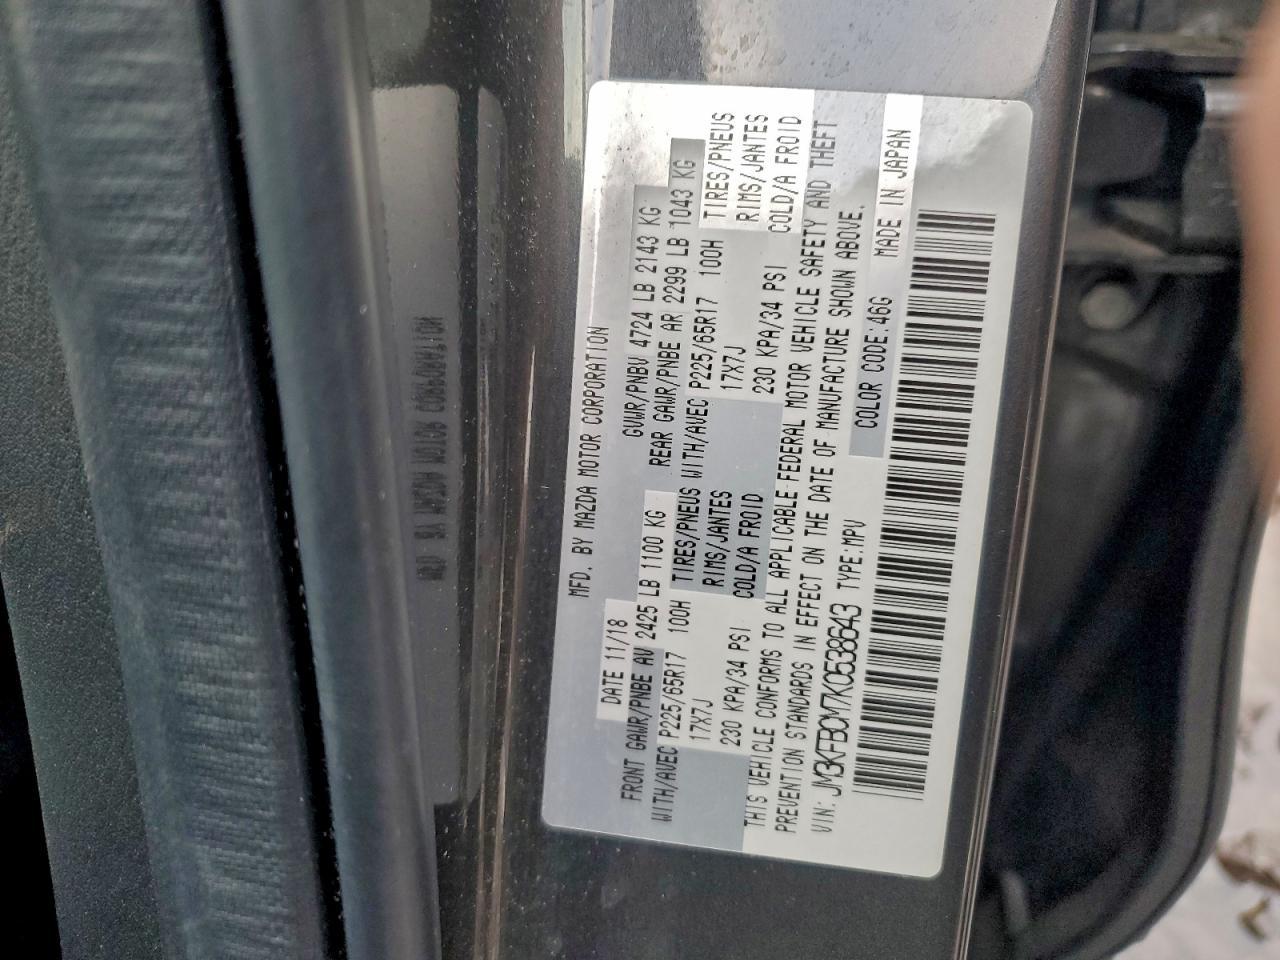 MFD. BY MAZDA MOTOR CORPORATION
DATE 11/18 GVWR/PNBV 4724 LB 2143 KG
FRONT GAWR/PNBE AV 2425 LB 1100 KG REAR GAWR/PNBE AR 2299 LB 1043 KG
WITH/AVEC P225/65R17 100H TIRES/PNEUS WITH/AVEC P225/65R17 100H TIRES/PNEUS
17X7J RIMS/JANTES 17X7J RIMS/JANTES
230 KPA/34 PSI COLD/A FROID 230 KPA/34 PSI COLD/A FROID
THIS VEHICLE CONFORMS TO ALL APPLICABLE FEDERAL MOTOR VEHICLE SAFETY AND THEFT
PREVENTION STANDARDS IN EFFECT ON THE DATE OF MANUFACTURE SHOWN ABOVE.
VIN: JM3KFBCM7K0538643 TYPE:MPV COLOR CODE 46G MADE IN JAPAN